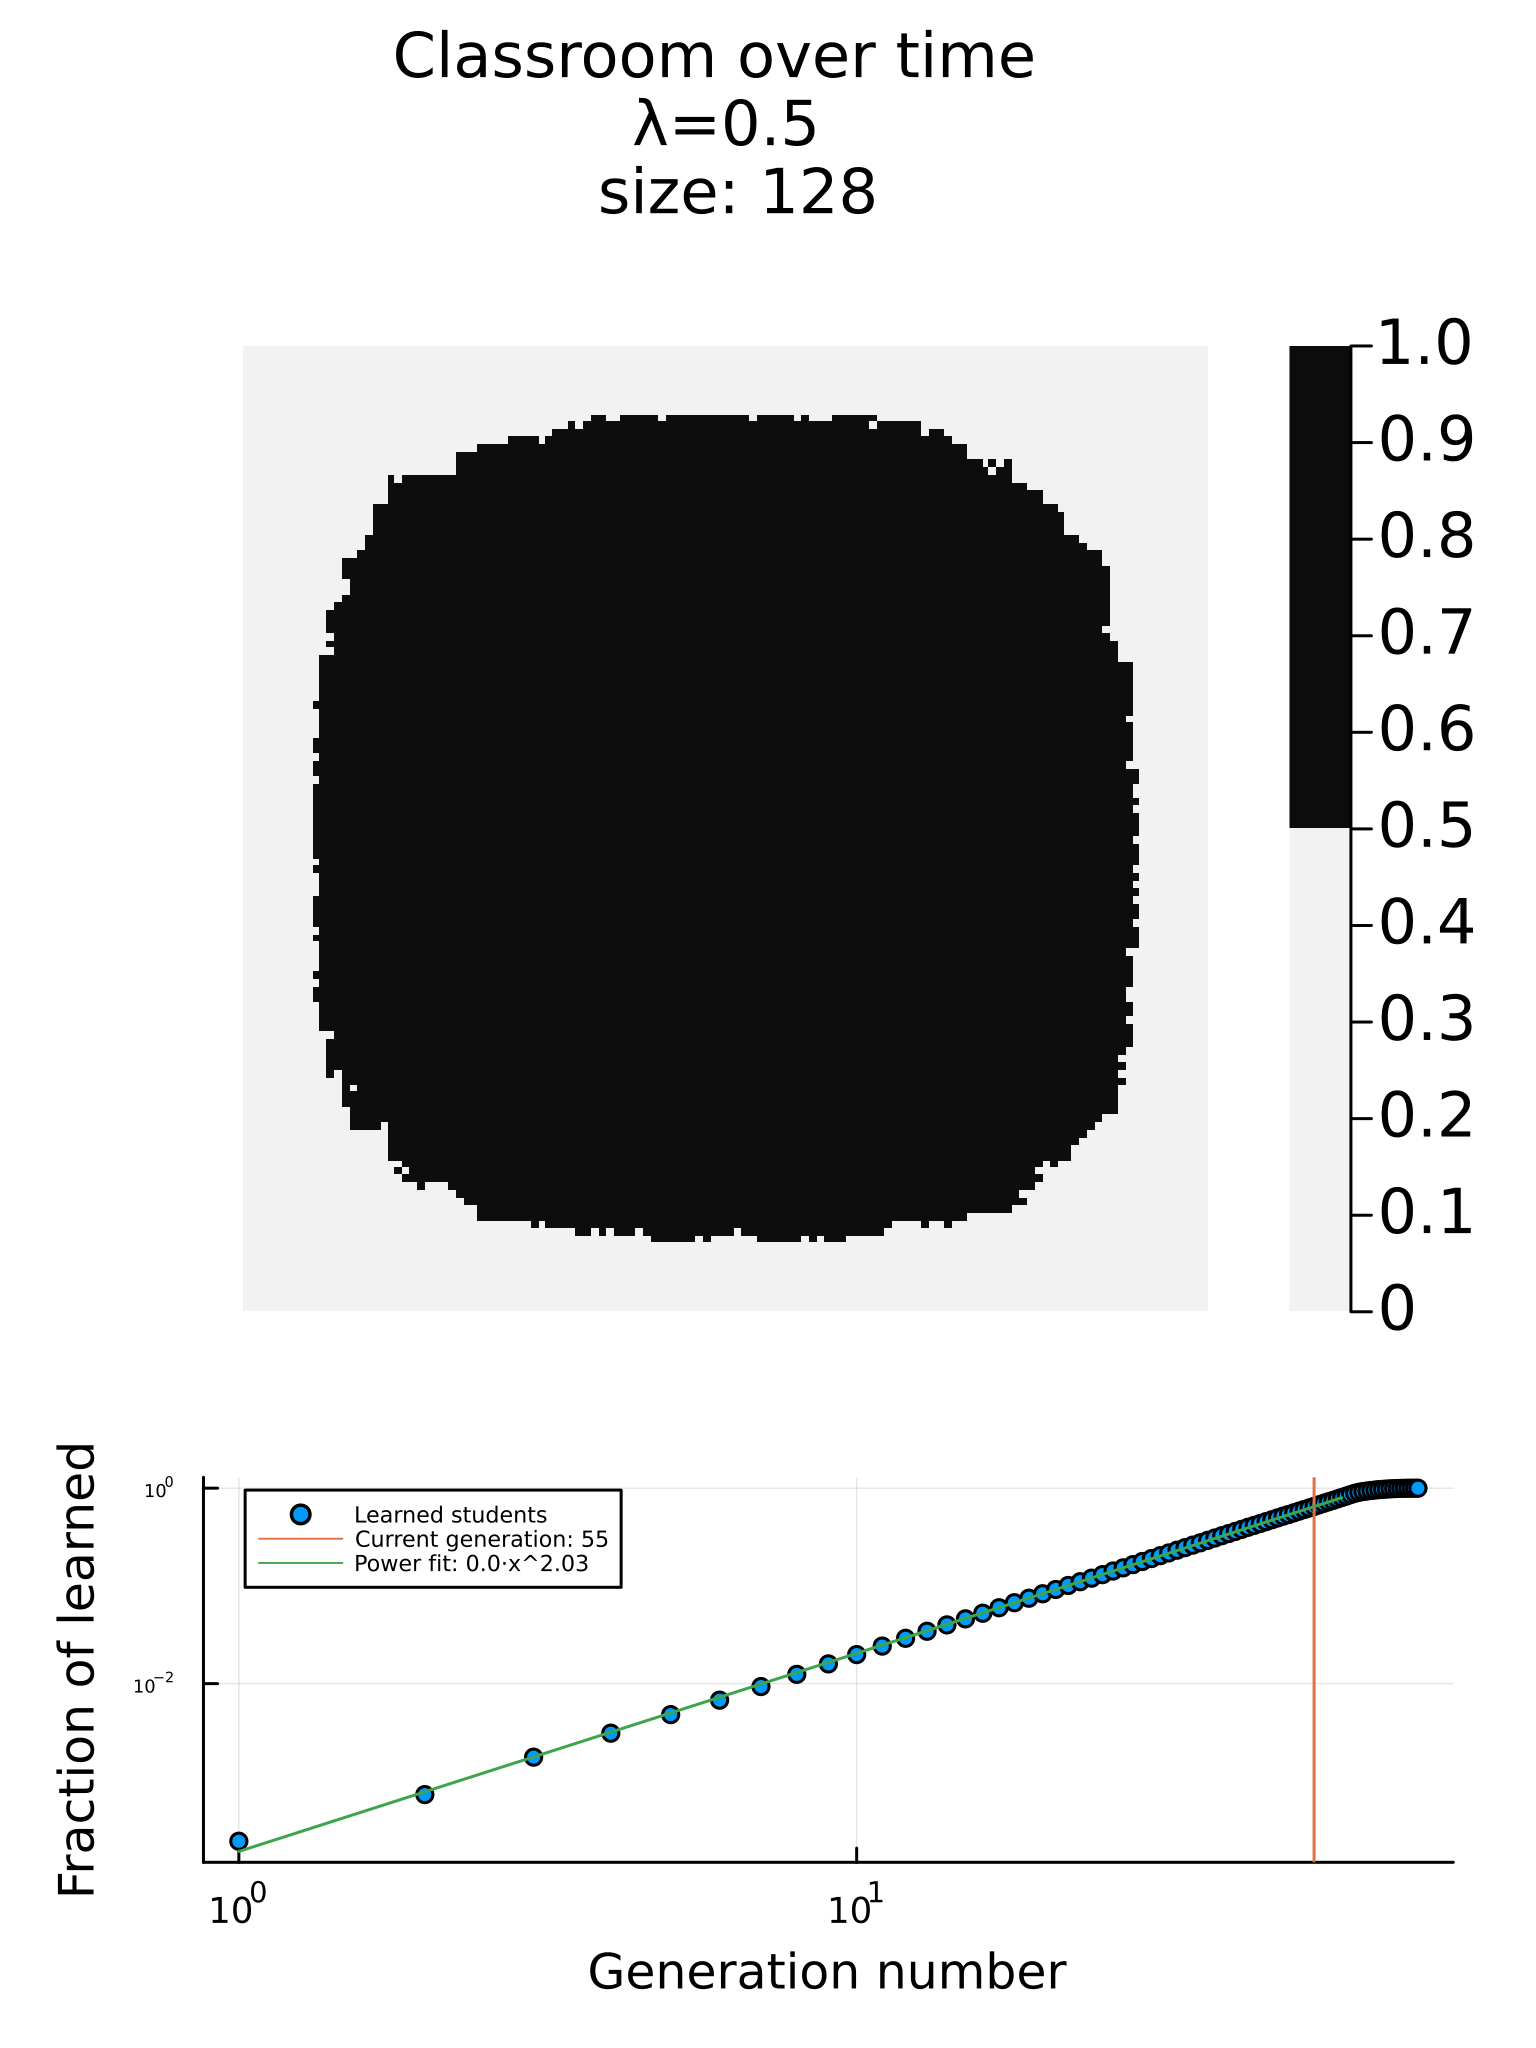 Classroom over time
λ=0.5
size: 128
1.0
0.9
0.8
0.7
0.6
0.5
0.4
0.3
0.2
0.1
0
Fraction of learned
10^0
10^−2
Learned students
Current generation: 55
Power fit: 0.0·x^2.03
10^0
10^1
Generation number